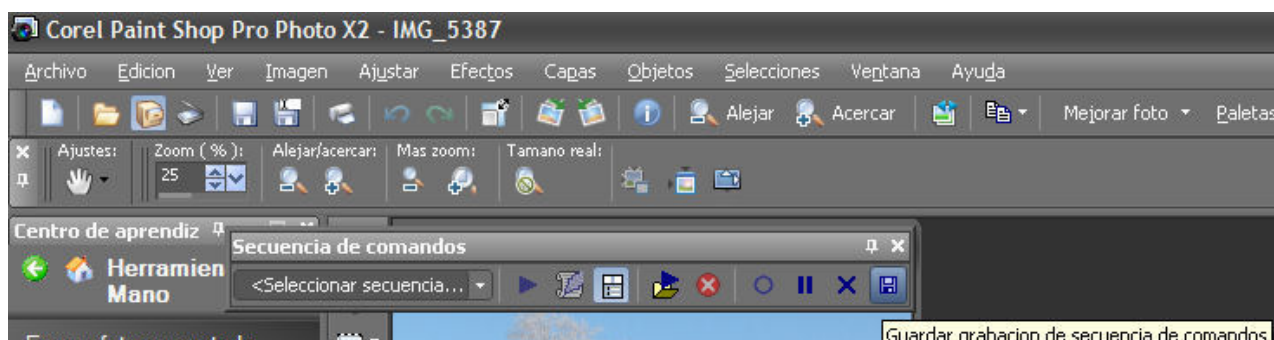 Corel Paint Shop Pro Photo X2 - IMG_5387
Archivo Edicion Ver Imagen Ajustar Efectos Capas Objetos Selecciones Ventana Ayuda
Alejar Acercar Mejorar foto Paletas
Ajustes: Zoom ( % ): Alejar/acercar: Mas zoom: Tamano real:
25
Centro de aprendiz
Secuencia de comandos
Herramien
Mano
<Seleccionar secuencia...
Guardar grabacion de secuencia de comandos